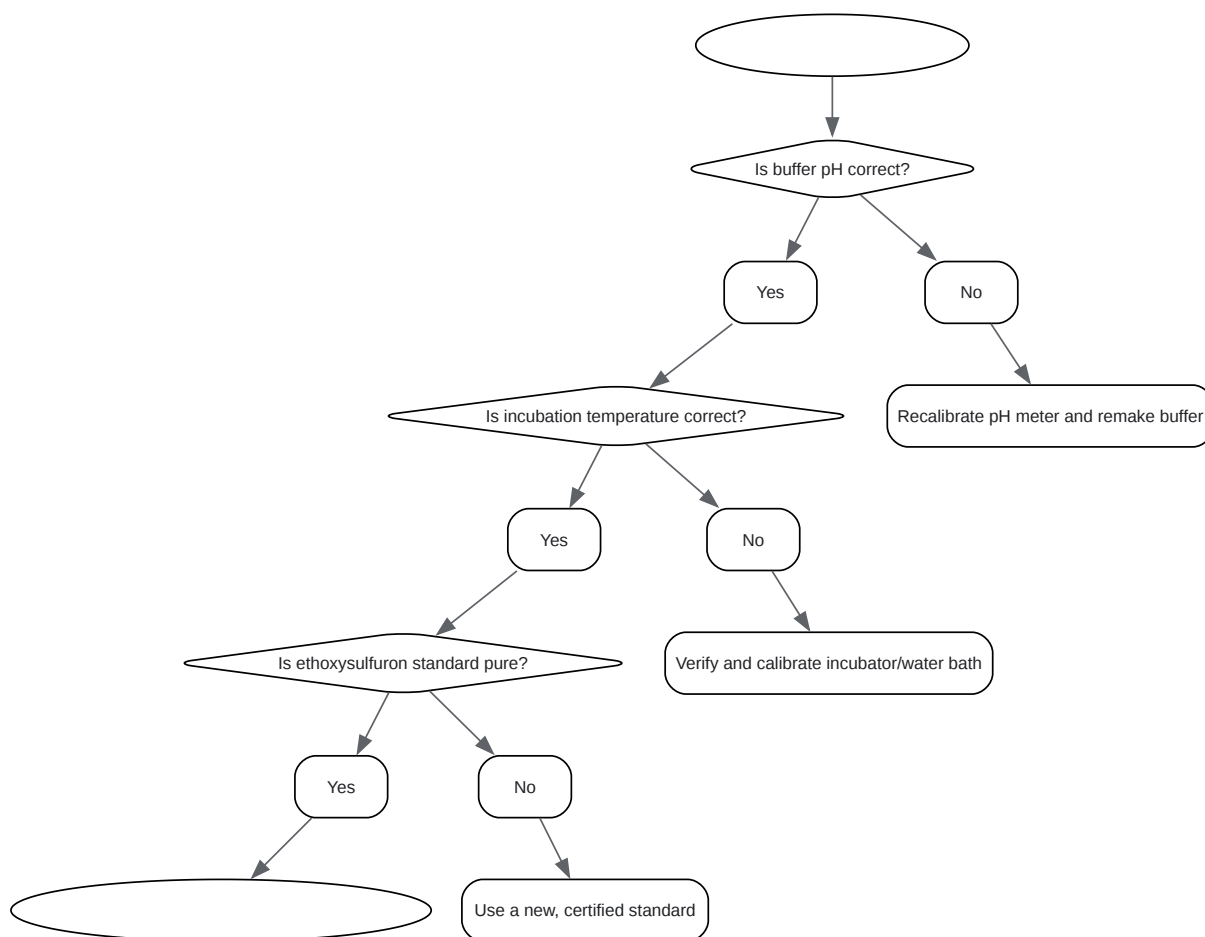 Is buffer pH correct?
Yes
No
Is incubation temperature correct?
Recalibrate pH meter and remake buffer
Yes
No
Is ethoxysulfuron standard pure?
Verify and calibrate incubator/water bath
Yes
No
Use a new, certified standard